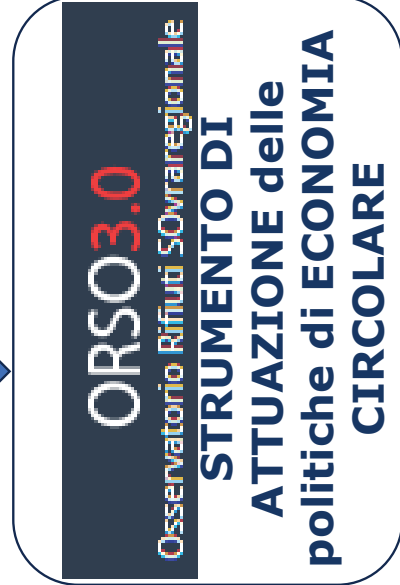 ORSO3.0
Osservatorio Rifiuti SOvraregionale
STRUMENTO DI
ATTUAZIONE delle
politiche di ECONOMIA
CIRCOLARE